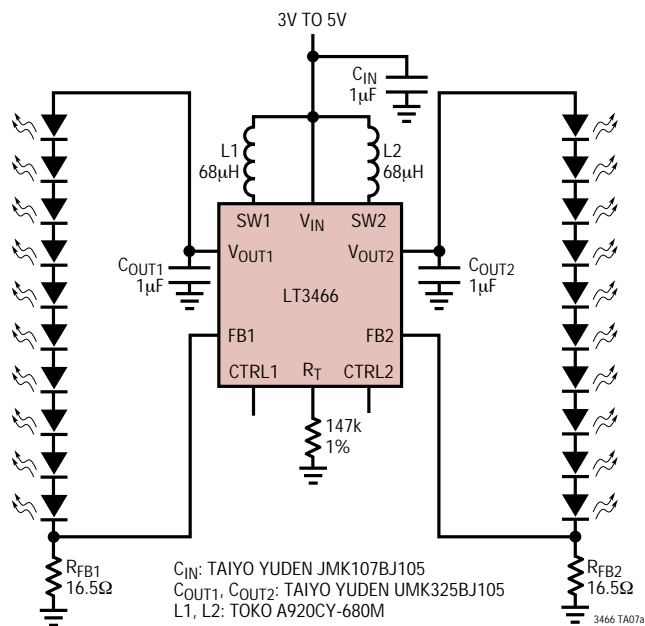 3V TO 5V
CIN
1µF
L1
68µH
L2
68µH
SW1
VIN
SW2
VOUT1
VOUT2
COUT1
1µF
COUT2
1µF
LT3466
FB1
FB2
CTRL1
RT
CTRL2
147k
1%
RFB1
16.5Ω
RFB2
16.5Ω
CIN: TAIYO YUDEN JMK107BJ105
COUT1, COUT2: TAIYO YUDEN UMK325BJ105
L1, L2: TOKO A920CY-680M
3466 TA07a